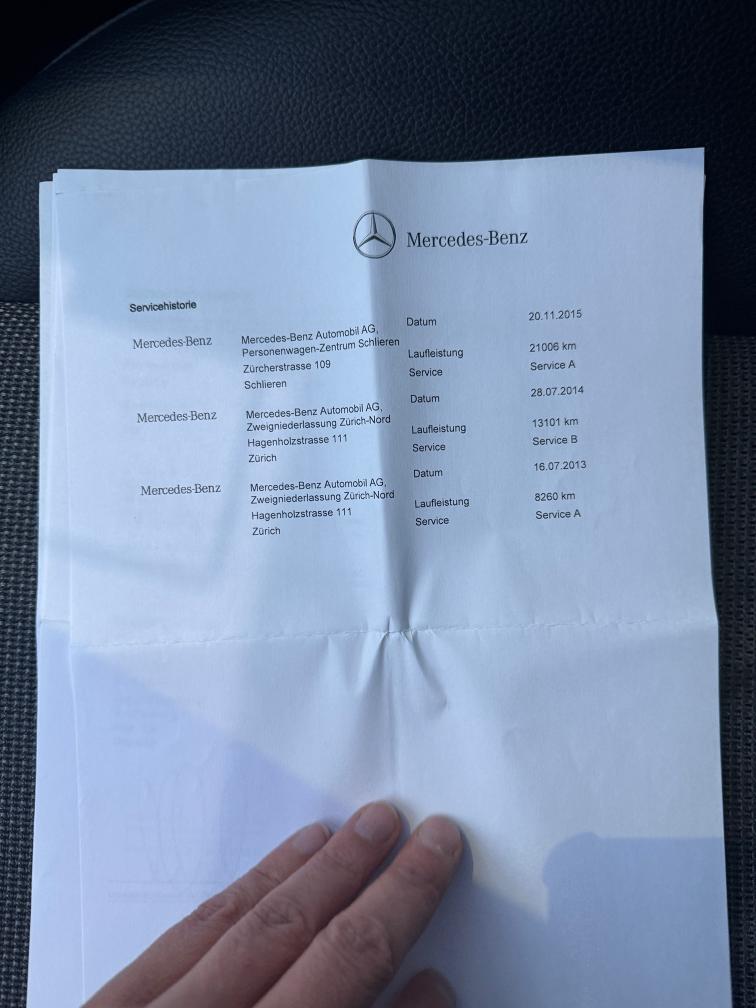 Mercedes-Benz
Servicehistorie
Mercedes-Benz
Mercedes-Benz Automobil AG,
Personenwagen-Zentrum Schlieren
Zürcherstrasse 109
Schlieren
Datum 20.11.2015
Laufleistung 21006 km
Service Service A
Mercedes-Benz
Mercedes-Benz Automobil AG,
Zweigniederlassung Zürich-Nord
Hagenholzstrasse 111
Zürich
Datum 28.07.2014
Laufleistung 13101 km
Service Service B
Mercedes-Benz
Mercedes-Benz Automobil AG,
Zweigniederlassung Zürich-Nord
Hagenholzstrasse 111
Zürich
Datum 16.07.2013
Laufleistung 8260 km
Service Service A